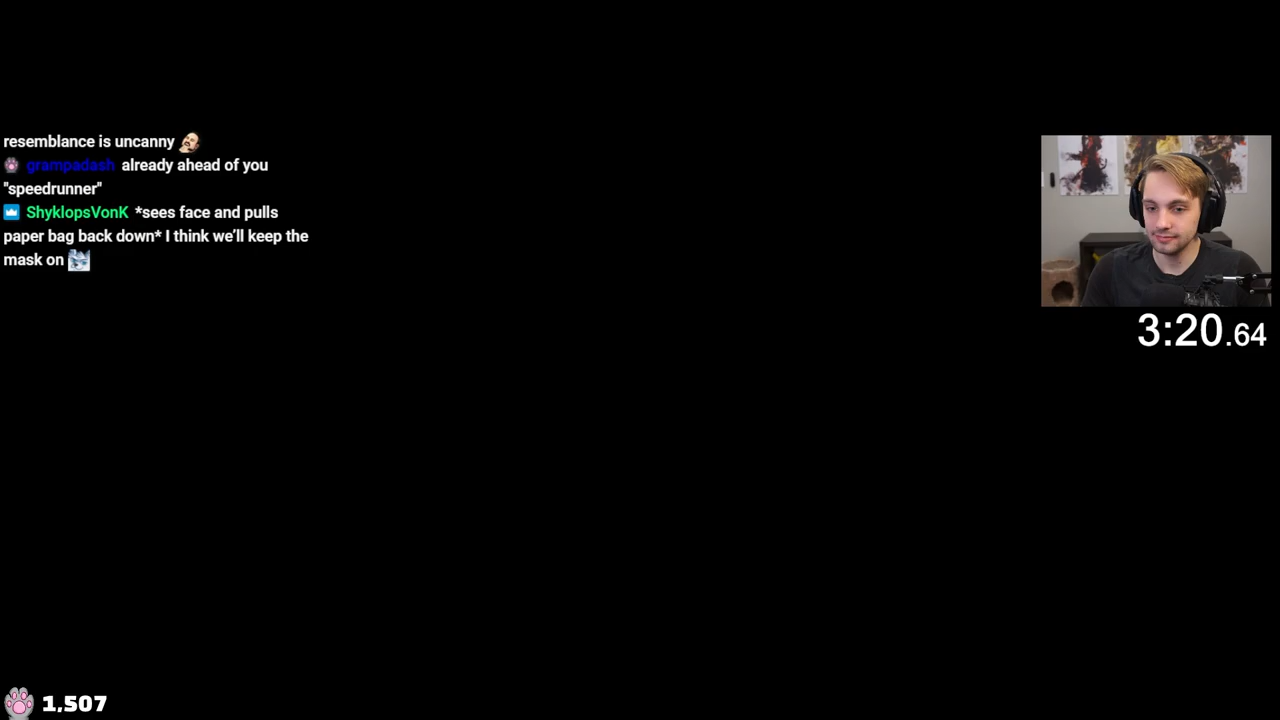 resemblance is uncanny
grampadash already ahead of you
"speedrunner"
ShyklopsVonK *sees face and pulls
paper bag back down* I think we'll keep the
mask on
3:20.64
1,507